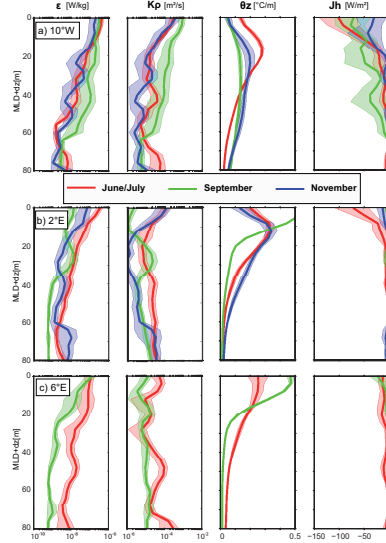 ε [W/kg] Kρ [m²/s] θz [°C/m] Jh [W/m²]
0
20
40
60
80
MLD+dz[m]
a) 10°W
June/July September November
0
20
40
60
80
MLD+dz[m]
b) 2°E
0
20
40
60
80
MLD+dz[m]
c) 6°E
10⁻¹⁰ 10⁻⁸ 10⁻⁶ 10⁻⁴ 10⁻² 0 0.5 −150 −100 −50